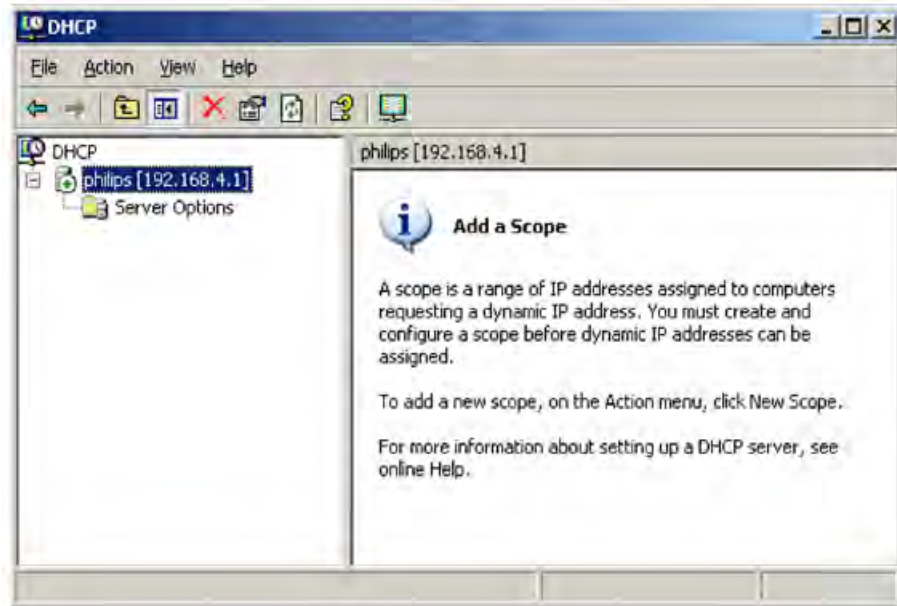 DHCP
File Action View Help
DHCP
philips [192.168.4.1]
Server Options
philips [192.168.4.1]
Add a Scope
A scope is a range of IP addresses assigned to computers
requesting a dynamic IP address. You must create and
configure a scope before dynamic IP addresses can be
assigned.
To add a new scope, on the Action menu, click New Scope.
For more information about setting up a DHCP server, see
online Help.